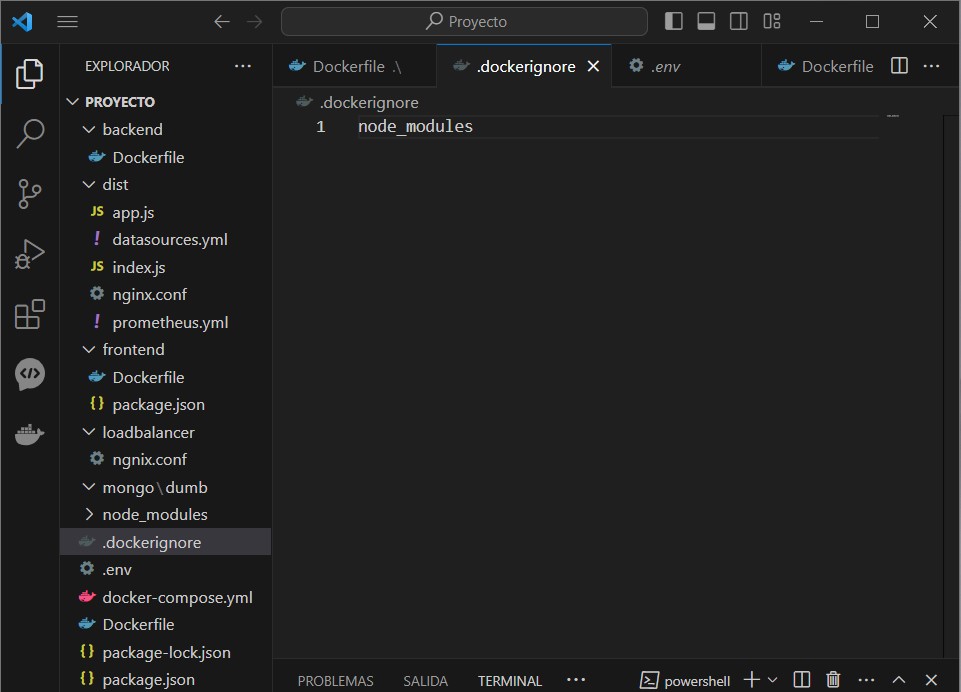 Proyecto
EXPLORADOR
PROYECTO
backend
Dockerfile
dist
JS app.js
! datasources.yml
JS index.js
nginx.conf
! prometheus.yml
frontend
Dockerfile
{} package.json
loadbalancer
ngnix.conf
mongo\dumb
node_modules
.dockerignore
.env
docker-compose.yml
Dockerfile
{} package-lock.json
{} package.json
Dockerfile .\
.dockerignore
.env
Dockerfile
.dockerignore
1 node_modules
PROBLEMAS SALIDA TERMINAL powershell